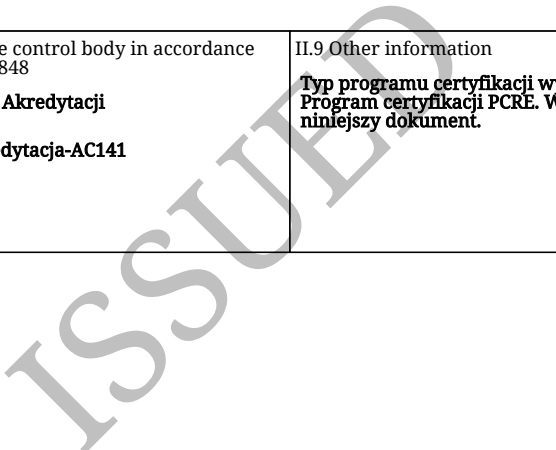 e control body in accordance
848
Akredytacji
dytacja-AC141
II.9 Other information
Typ programu certyfikacji wy
Program certyfikacji PCRE. W
niniejszy dokument.
ISSUED